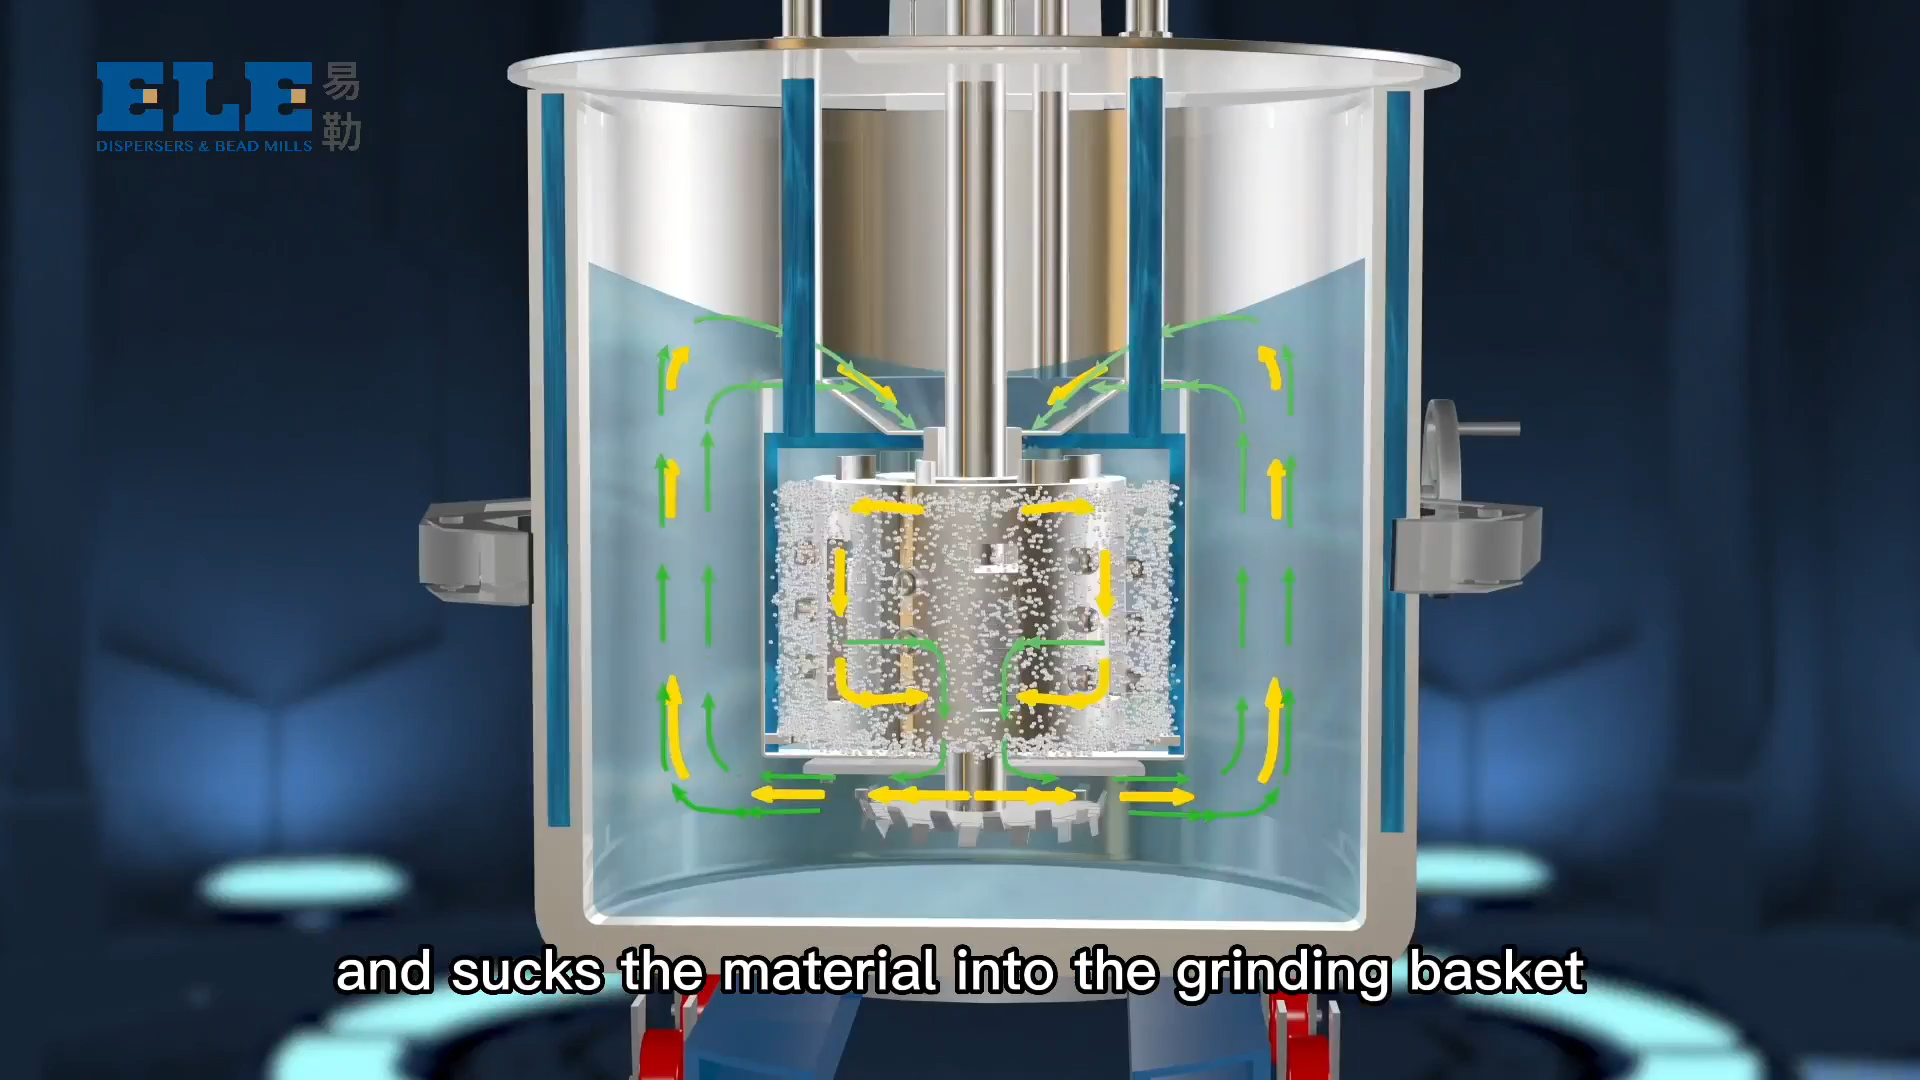 ELE
易勒
DISPERSERS & BEAD MILLS
and sucks the material into the grinding basket